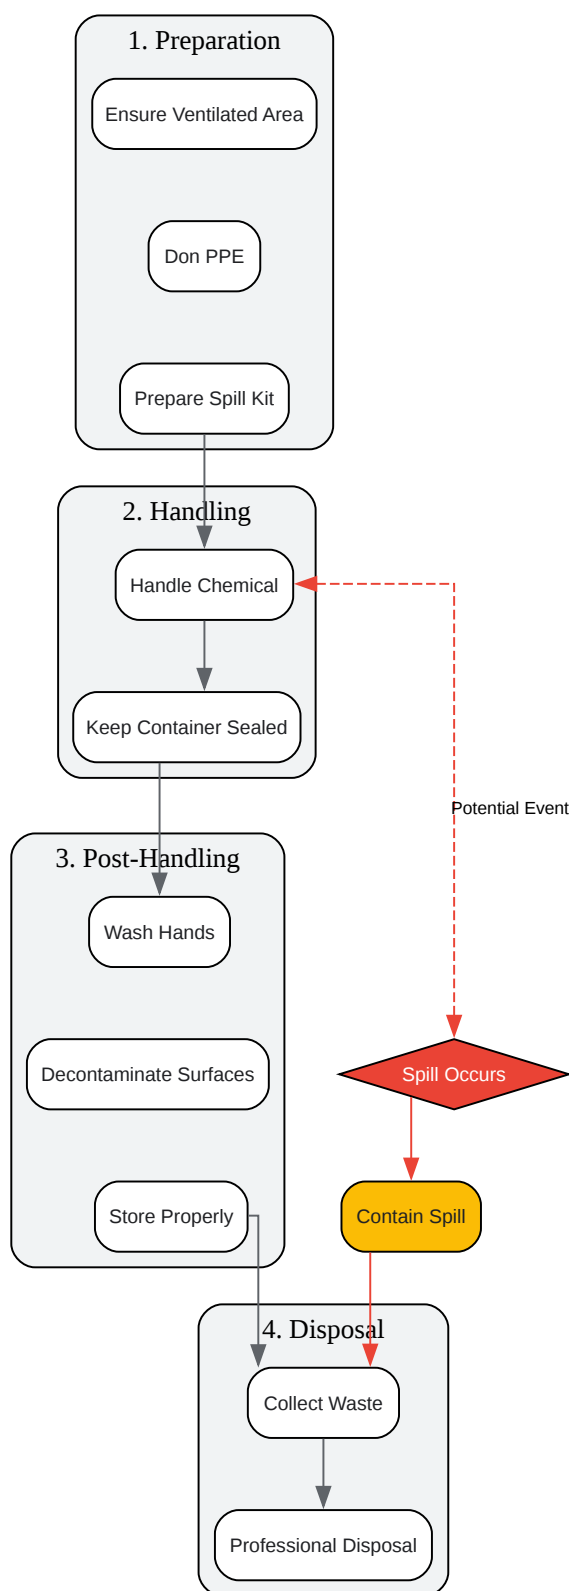 1. Preparation
Ensure Ventilated Area
Don PPE
Prepare Spill Kit
2. Handling
Handle Chemical
Keep Container Sealed
Potential Event
3. Post-Handling
Wash Hands
Decontaminate Surfaces
Spill Occurs
Store Properly
Contain Spill
4. Disposal
Collect Waste
Professional Disposal